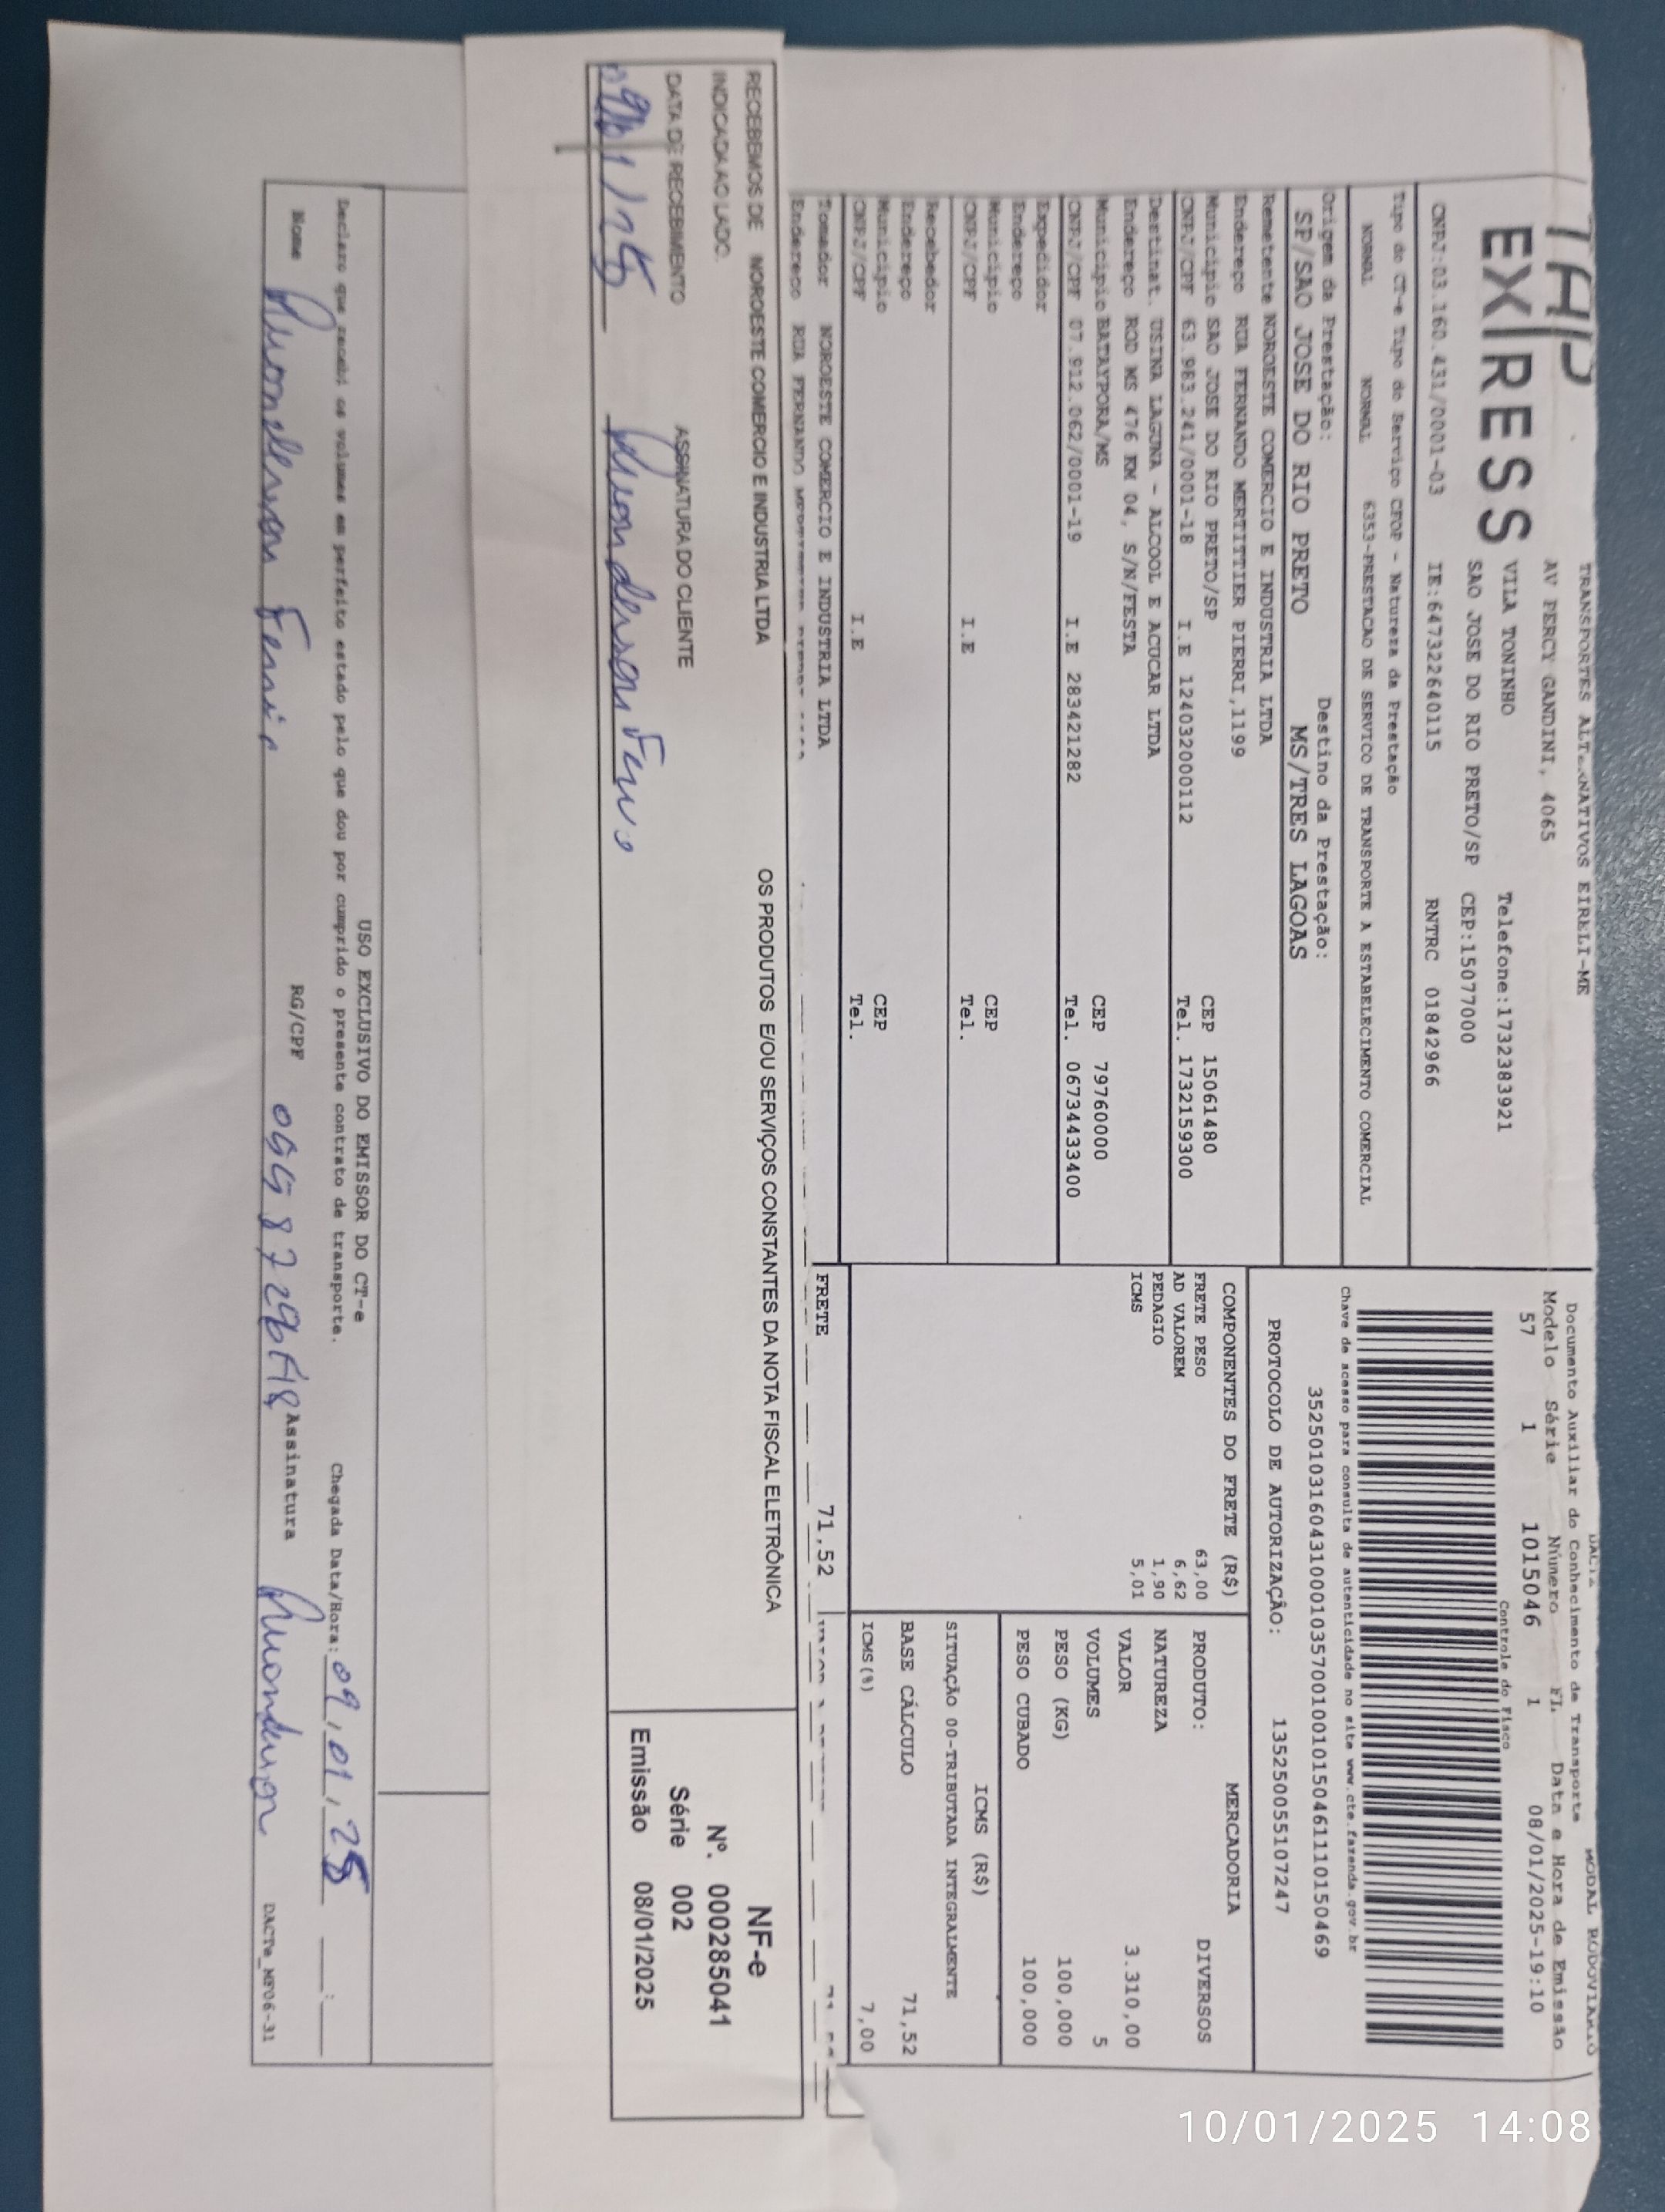 TAP
EX RESS
TRANSPORTES ALTERNATIVOS EIRELI-ME
AV PERCY GANDINI, 4065
VILA TONINHO Telefone:1732383921
SAO JOSE DO RIO PRETO/SP CEP:15077000
CNPJ:03.160.431/0001-03 IE:647322640115 RNTRC 01842966
Tipo do CT-e Tipo do Serviço CFOP - Natureza da Prestação
NORMAL NORMAL 6353-PRESTACAO DE SERVICO DE TRANSPORTE A ESTABELECIMENTO COMERCIAL
Origem da Prestação: Destino da Prestação:
SP/SAO JOSE DO RIO PRETO MS/TRES LAGOAS
Remetente NOROESTE COMERCIO E INDUSTRIA LTDA
Endereço RUA FERNANDO MERTITTIER PIERRI,1199
Municipio SAO JOSE DO RIO PRETO/SP CEP 15061480
CNPJ/CPF 63.983.241/0001-18 I.E 124032000112 Tel. 1732159300
Destinat. USINA LAGUNA - ALCOOL E ACUCAR LTDA
Endereço ROD MS 476 KM 04, S/N/FESTA
Municipio BATAYPORA/MS CEP 79760000
CNPJ/CPF 07.912.062/0001-19 I.E 283421282 Tel. 06734433400
Expedidor
Endereço
Municipio CEP
CNPJ/CPF I.E Tel.
Recebedor
Endereço
Municipio CEP
CNPJ/CPF I.E Tel.
Tomador NOROESTE COMERCIO E INDUSTRIA LTDA
Endereço RUA FERNANDO
MODAL RODOVIARIO
Documento Auxiliar do Conhecimento de Transporte
Modelo Série Número Fl. Data e Hora de Emissão
57 1 1015046 1 08/01/2025-19:10
Controle do Fisco
Chave de acesso para consulta de autenticidade no site www.cte.fazenda.gov.br
35250103160431000103570010010150461110150469
PROTOCOLO DE AUTORIZAÇÃO: 135250055107247
COMPONENTES DO FRETE (R$)
FRETE PESO 63,00
AD VALOREM 6,62
PEDAGIO 1,90
ICMS 5,01
FRETE 71,52
MERCADORIA
PRODUTO: DIVERSOS
NATUREZA
VALOR 3.310,00
VOLUMES 5
PESO (KG) 100,000
PESO CUBADO 100,000
ICMS (R$)
SITUAÇÃO 00-TRIBUTADA INTEGRALMENTE
BASE CÁLCULO 71,52
ICMS(%) 7,00
RECEBEMOS DE NOROESTE COMERCIO E INDUSTRIA LTDA OS PRODUTOS E/OU SERVIÇOS CONSTANTES DA NOTA FISCAL ELETRÔNICA
INDICADA AO LADO.
DATA DE RECEBIMENTO ASSINATURA DO CLIENTE
NF-e
Nº. 000285041
Série 002
Emissão 08/01/2025
USO EXCLUSIVO DO EMISSOR DO CT-e
Declaro que recebi os volumes em perfeito estado pelo que dou por cumprido o presente contrato de transporte. Chegada Data/Hora: 09/01/25
Nome RG/CPF Assinatura
DACTe_MF06-31
10/01/2025 14:08